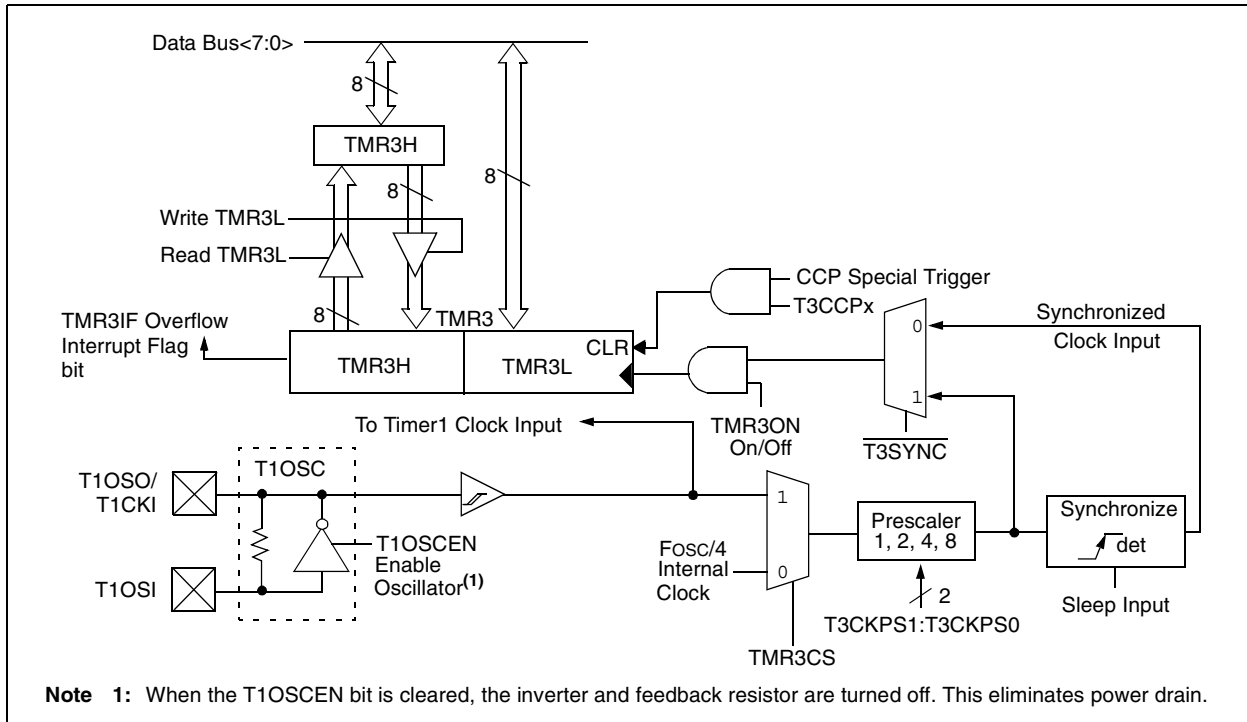 Data Bus<7:0>
8
TMR3H
8
8
Write TMR3L
Read TMR3L
8
TMR3
CCP Special Trigger
T3CCPx
TMR3IF Overflow
Interrupt Flag
bit
TMR3H
TMR3L
CLR
0
1
Synchronized
Clock Input
TMR3ON
On/Off
T3SYNC
To Timer1 Clock Input
T1OSC
T1OSO/
T1CKI
T1OSI
T1OSCEN
Enable
Oscillator(1)
FOSC/4
Internal
Clock
1
0
Prescaler
1, 2, 4, 8
Synchronize
det
2
T3CKPS1:T3CKPS0
Sleep Input
TMR3CS
Note 1: When the T1OSCEN bit is cleared, the inverter and feedback resistor are turned off. This eliminates power drain.